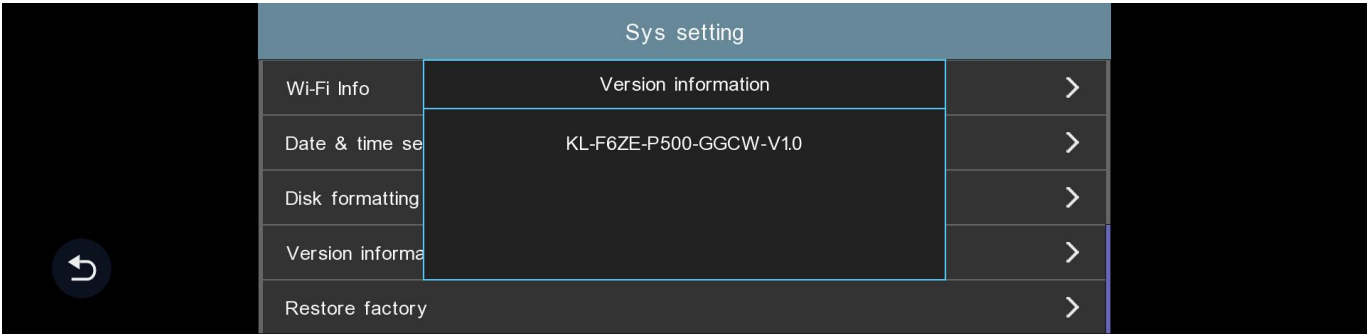 Sys setting
Wi-Fi Info
Version information
Date & time se
KL-F6ZE-P500-GGCW-V1.0
Disk formatting
Version informa
Restore factory